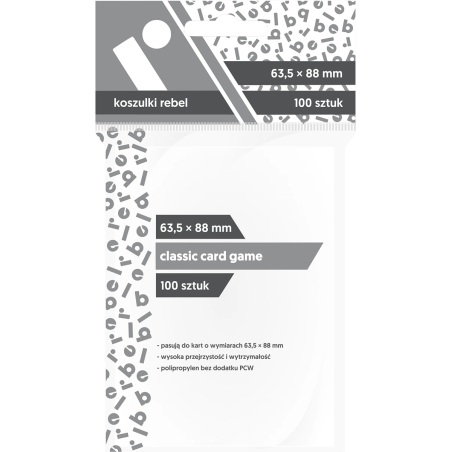 63,5 × 88 mm
koszulki rebel
100 sztuk
63,5 × 88 mm
classic card game
100 sztuk
- pasują do kart o wymiarach 63,5 × 88 mm
- wysoka przejrzystość i wytrzymałość
- polipropylen bez dodatku PCW